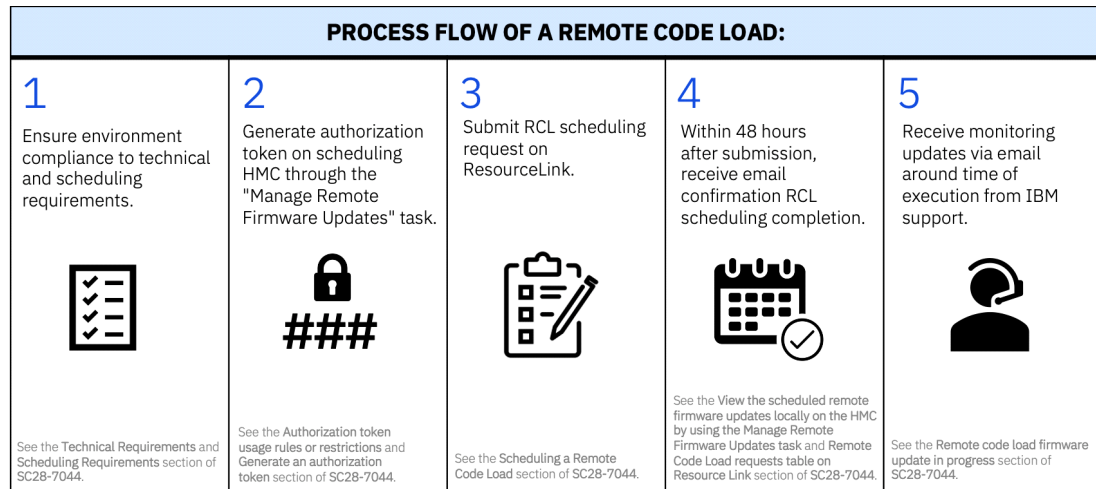 PROCESS FLOW OF A REMOTE CODE LOAD:
1
Ensure environment
compliance to technical
and scheduling
requirements.
See the Technical Requirements and
Scheduling Requirements section of
SC28-7044.
2
Generate authorization
token on scheduling
HMC through the
"Manage Remote
Firmware Updates" task.
###
See the Authorization token
usage rules or restrictions and
Generate an authorization
token section of SC28-7044.
3
Submit RCL scheduling
request on
ResourceLink.
See the Scheduling a Remote
Code Load section of SC28-7044.
4
Within 48 hours
after submission,
receive email
confirmation RCL
scheduling completion.
See the View the scheduled remote
firmware updates locally on the HMC
by using the Manage Remote
Firmware Updates task and Remote
Code Load requests table on
Resource Link section of SC28-7044.
5
Receive monitoring
updates via email
around time of
execution from IBM
support.
See the Remote code load firmware
update in progress section of
SC28-7044.